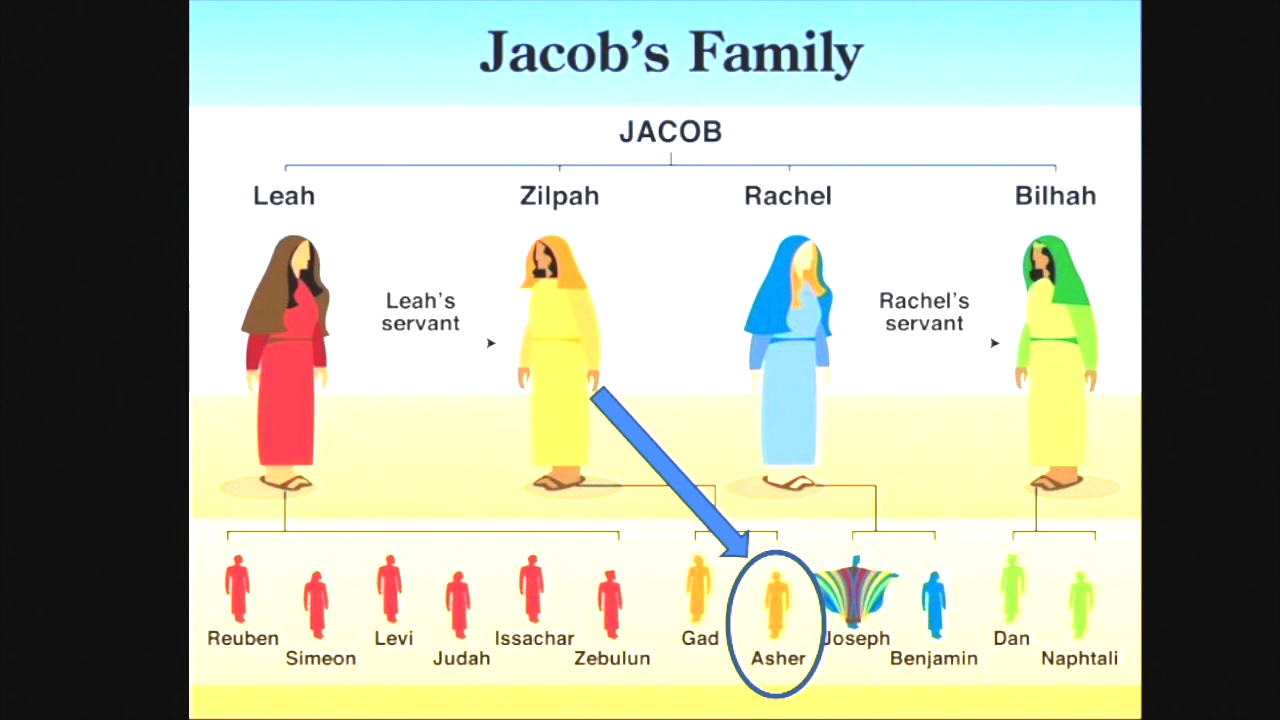 Jacob's Family
JACOB
Leah
Zilpah
Rachel
Bilhah
Leah's
servant
Rachel's
servant
Reuben
Simeon
Levi
Judah
Issachar
Zebulun
Gad
Asher
Joseph
Benjamin
Dan
Naphtali